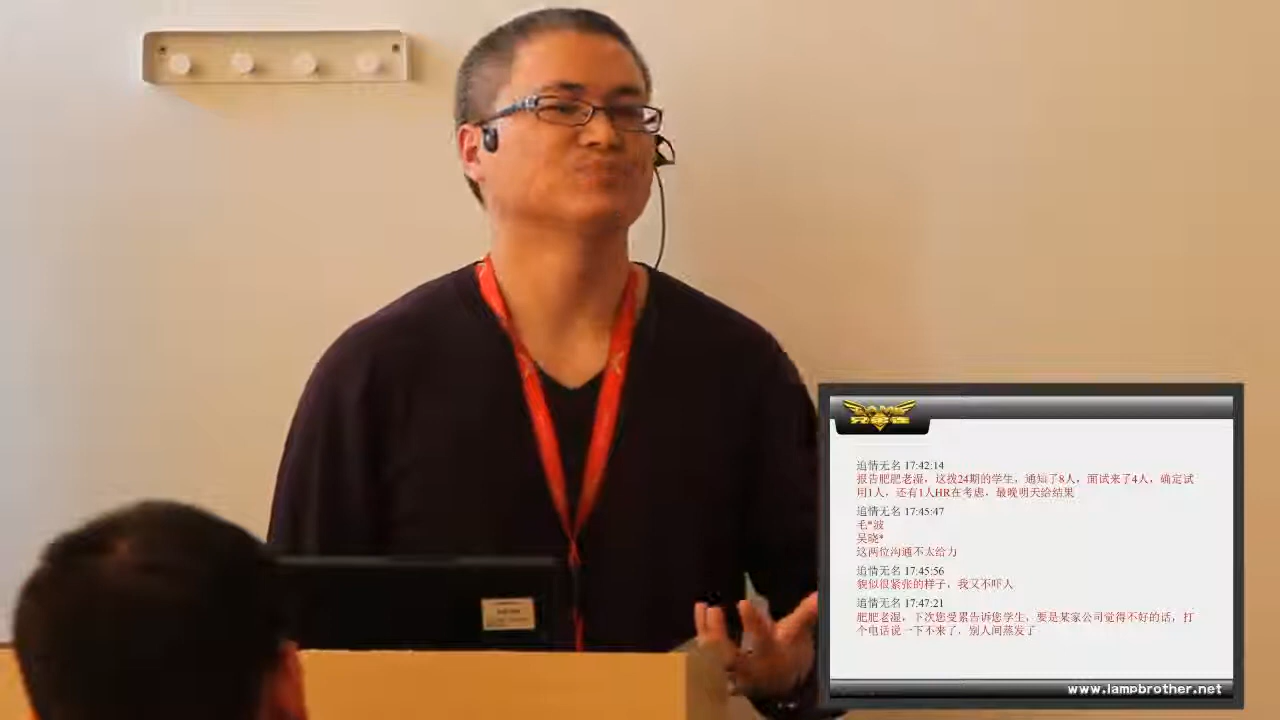 LAMP
兄弟连
追情无名 17:42:14
报告肥肥老湿，这拨24期的学生，通知了8人，面试来了4人，确定试
用1人，还有1人HR在考虑，最晚明天给结果
追情无名 17:45:47
毛*波
吴晓*
这两位沟通不太给力
追情无名 17:45:56
貌似很紧张的样子，我又不吓人
追情无名 17:47:21
肥肥老湿，下次您受累告诉您学生，要是某家公司觉得不好的话，打
个电话说一下不来了，别人间蒸发了
www.lampbrother.net